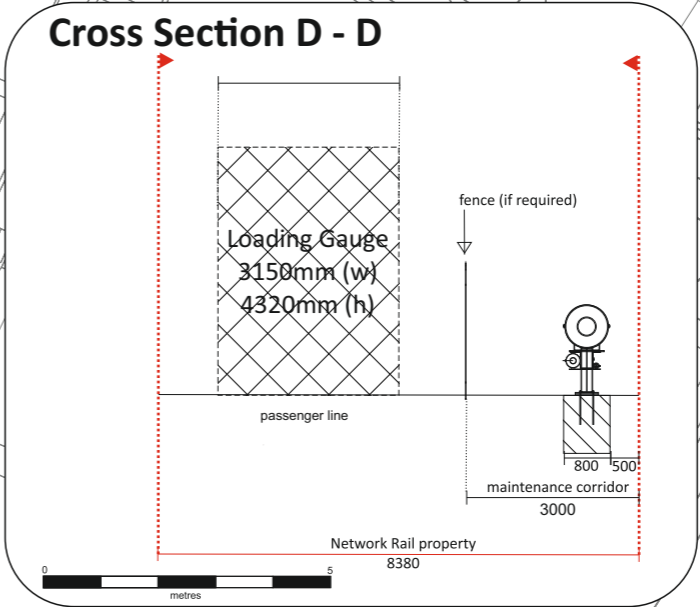 Cross Section D - D
fence (if required)
Loading Gauge
3150mm (w)
4320mm (h)
passenger line
800 500
maintenance corridor
3000
Network Rail property
8380
0 5
metres